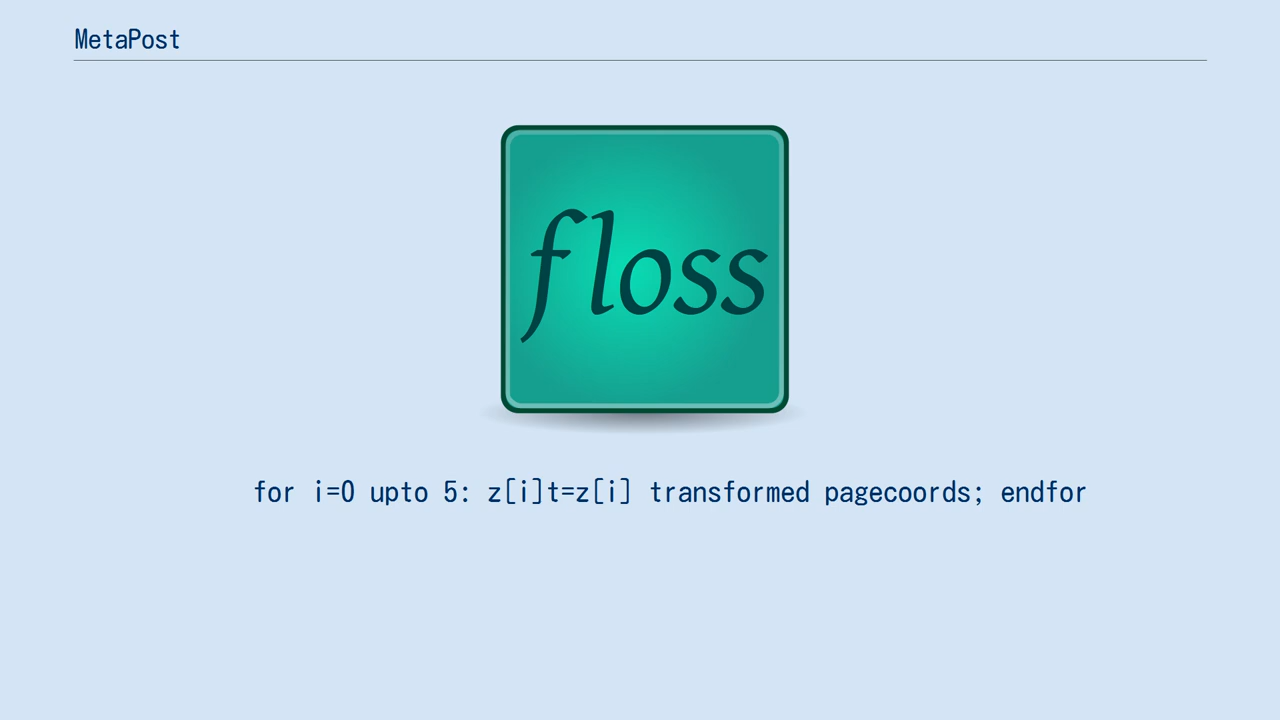 MetaPost
floss
for i=0 upto 5: z[i]t=z[i] transformed pagecoords; endfor